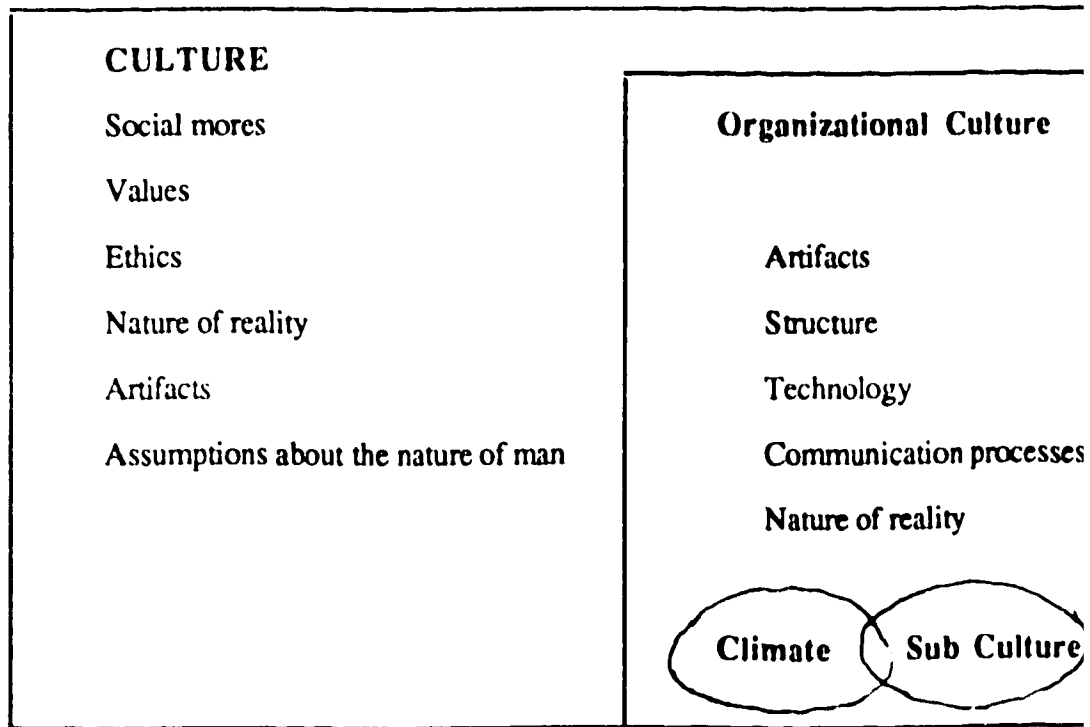 CULTURE
Social mores
Values
Ethics
Nature of reality
Artifacts
Assumptions about the nature of man
Organizational Culture
Artifacts
Structure
Technology
Communication processes
Nature of reality
Climate
Sub Culture